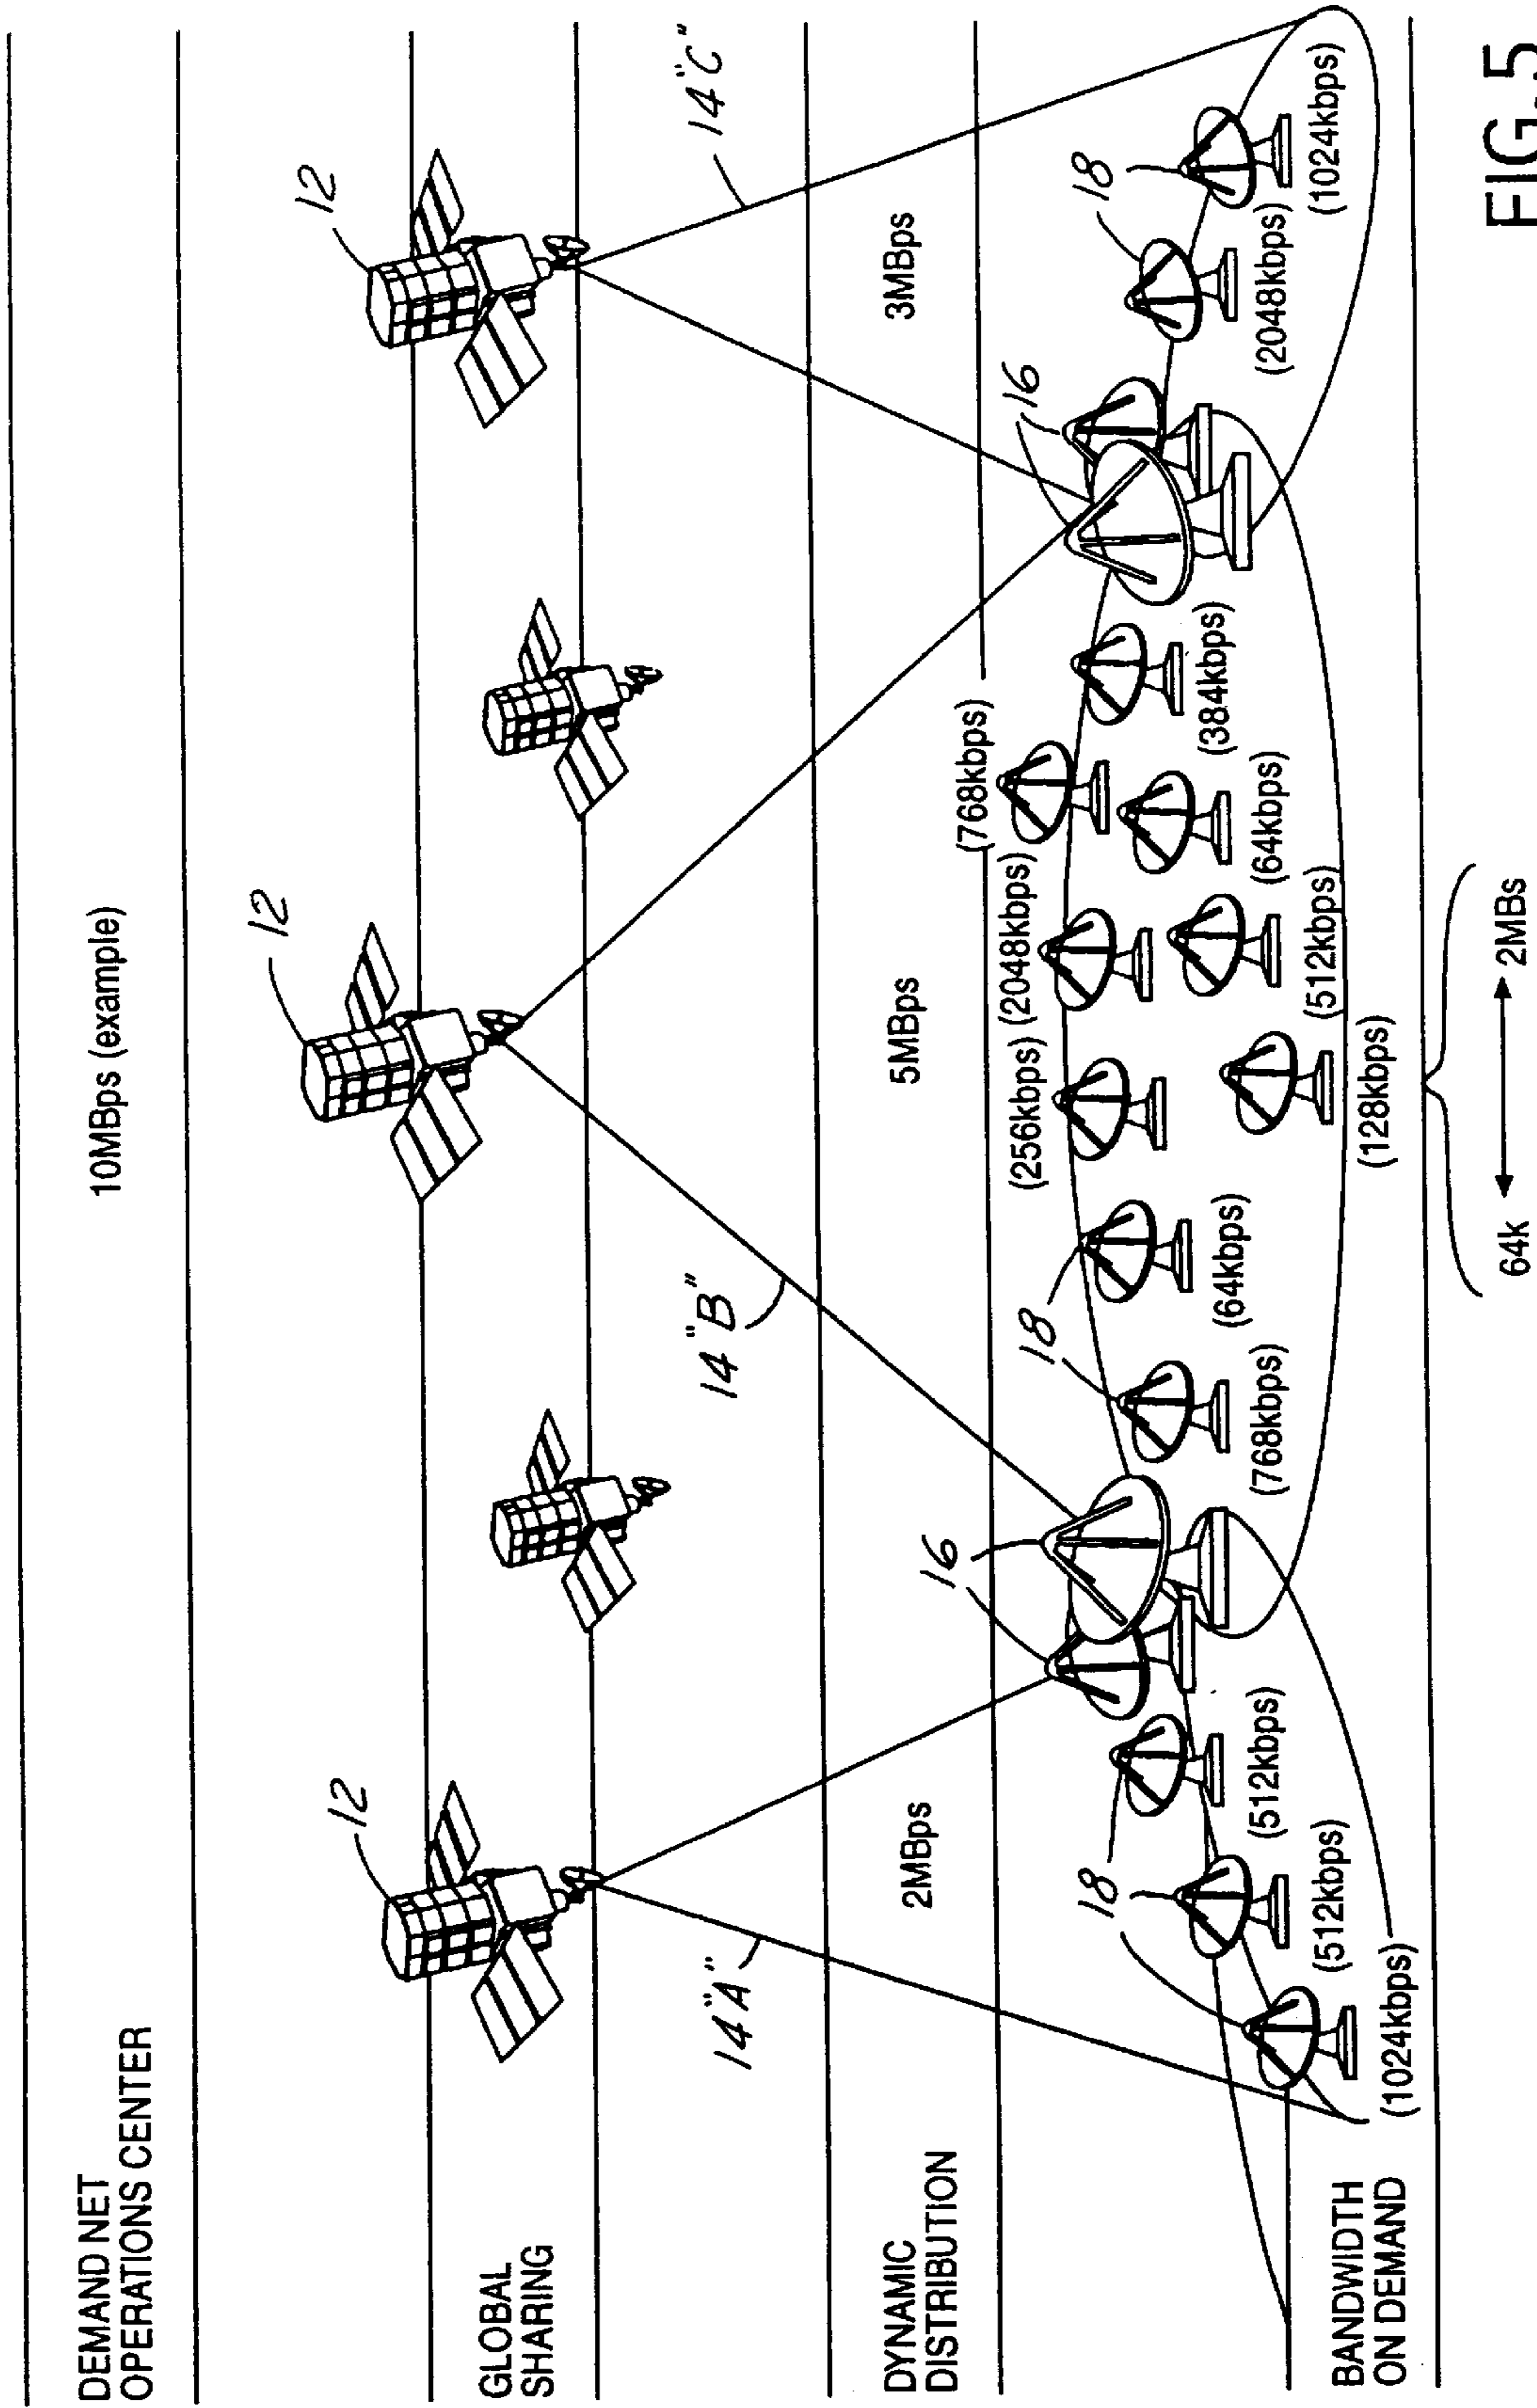 DEMAND NET
OPERATIONS CENTER
10MBps (example)
12
12
12
GLOBAL
SHARING
14"A"
14"B"
14"C"
DYNAMIC
DISTRIBUTION
2MBps
5MBps
3MBps
16
16
18
18
18
(1024kbps)
(512kbps)
(512kbps)
(768kbps)
(64kbps)
(256kbps)
(2048kbps)
(768kbps)
(128kbps)
(512kbps)
(64kbps)
(384kbps)
(2048kbps)
(1024kbps)
BANDWIDTH
ON DEMAND
64k 2MBs
FIG.5